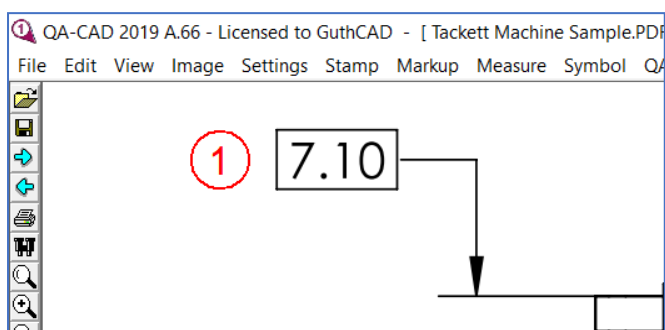 QA-CAD 2019 A.66 - Licensed to GuthCAD - [ Tackett Machine Sample.PDF
File Edit View Image Settings Stamp Markup Measure Symbol QA
1 7.10